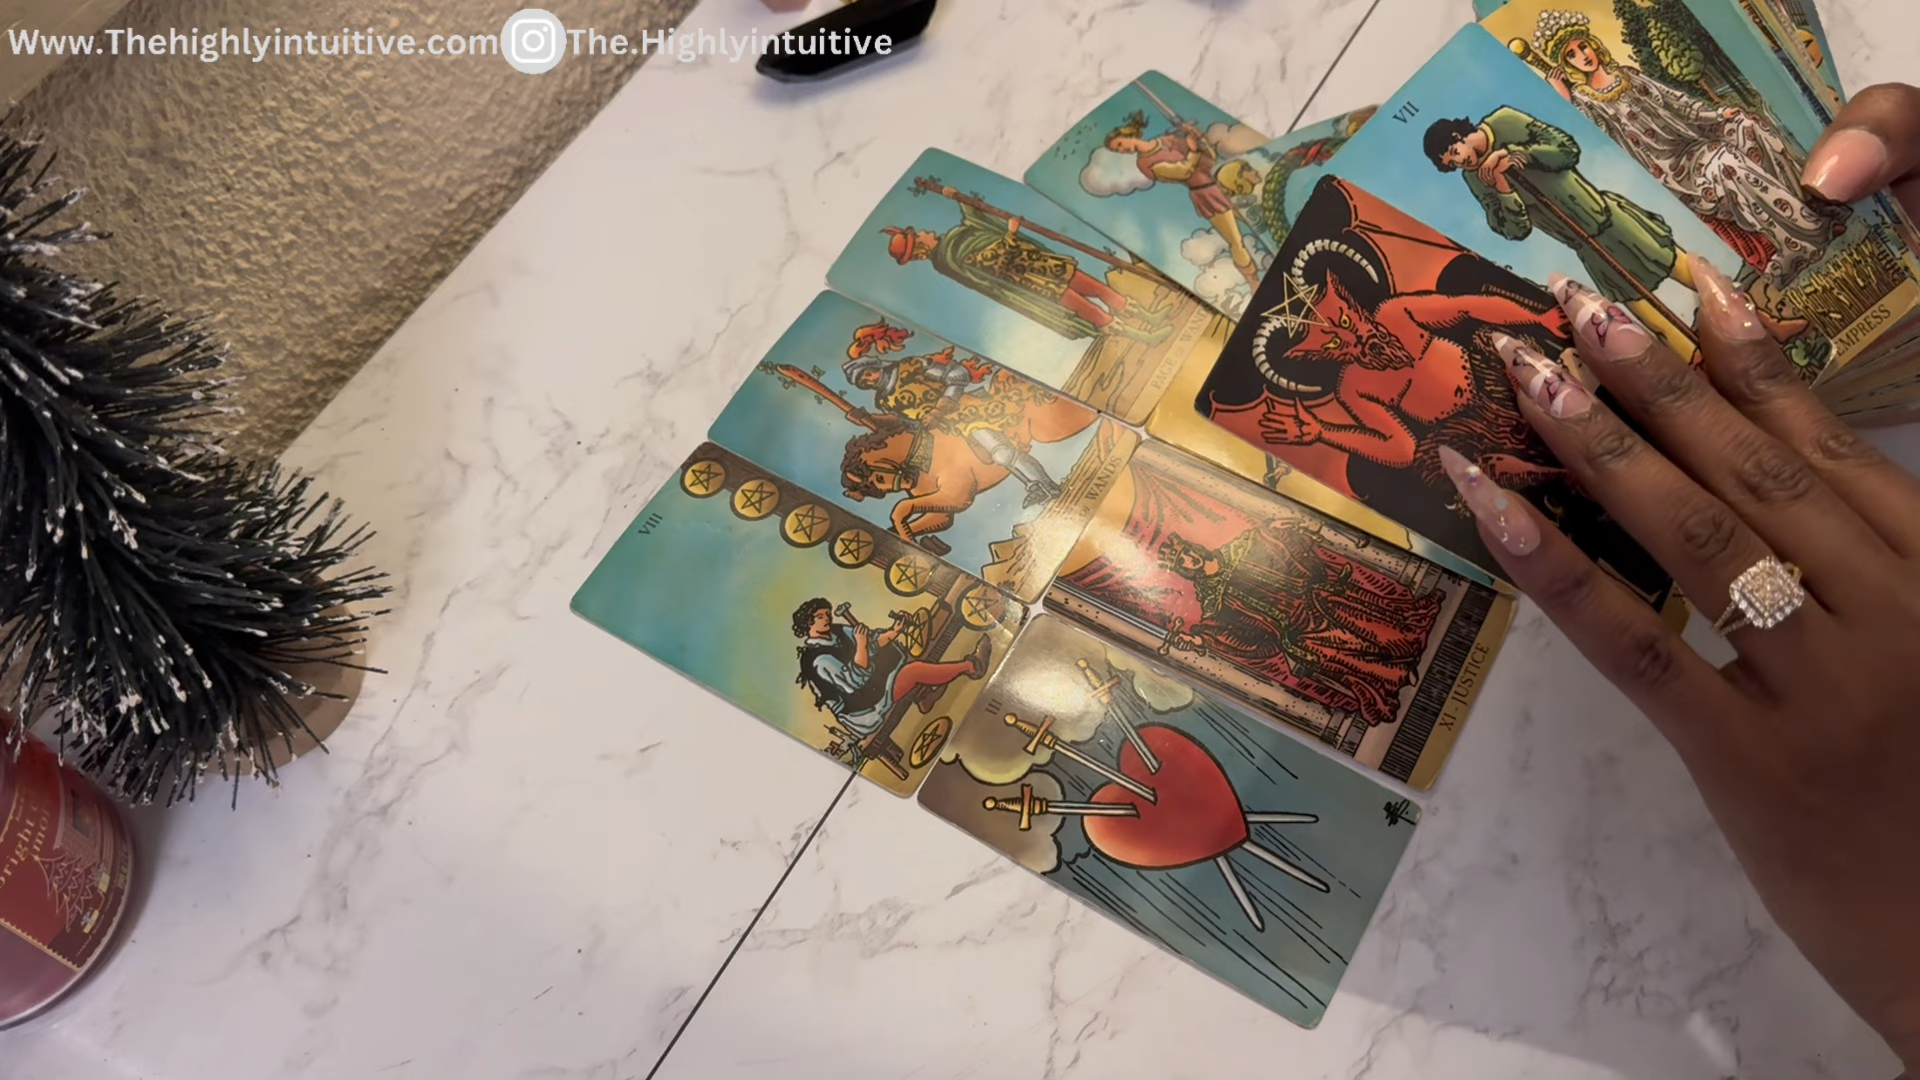 Www.Thehighlyintuitive.com The.Highlyintuitive
VII
EMPRESS
PAGE of WANDS
WANDS
VIII
XI - JUSTICE
III